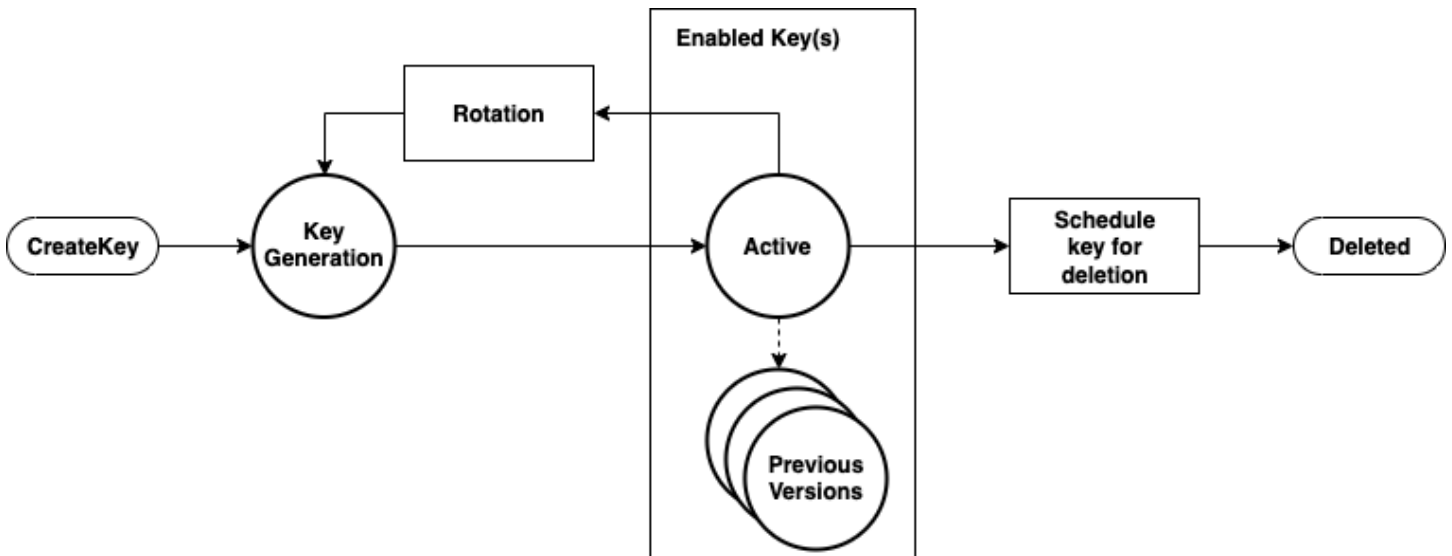 Enabled Key(s)
Rotation
CreateKey
Key
Generation
Active
Schedule
key for
deletion
Deleted
Previous
Versions